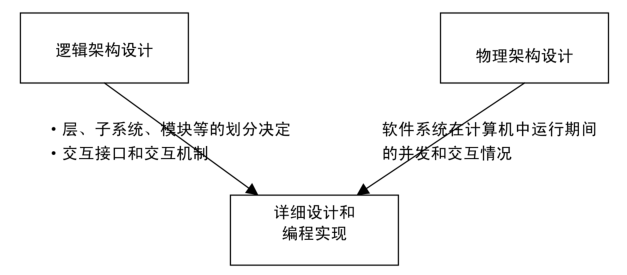 逻辑架构设计
物理架构设计
• 层、子系统、模块等的划分决定
• 交互接口和交互机制
软件系统在计算机中运行期间
的并发和交互情况
详细设计和
编程实现